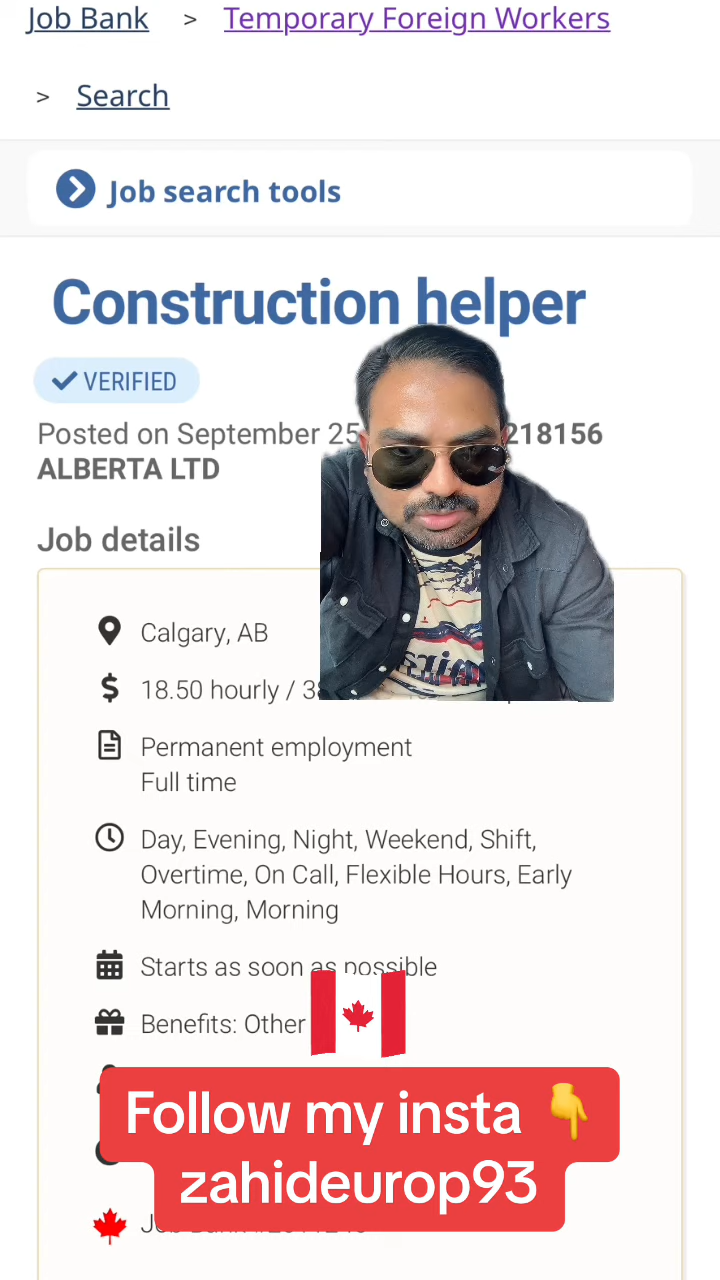 Job Bank > Temporary Foreign Workers
> Search
Job search tools
Construction helper
VERIFIED
Posted on September 25 218156
ALBERTA LTD
Job details
Calgary, AB
18.50 hourly /
Permanent employment
Full time
Day, Evening, Night, Weekend, Shift,
Overtime, On Call, Flexible Hours, Early
Morning, Morning
Starts as soon as possible
Benefits: Other
Follow my insta 👇
zahideurop93